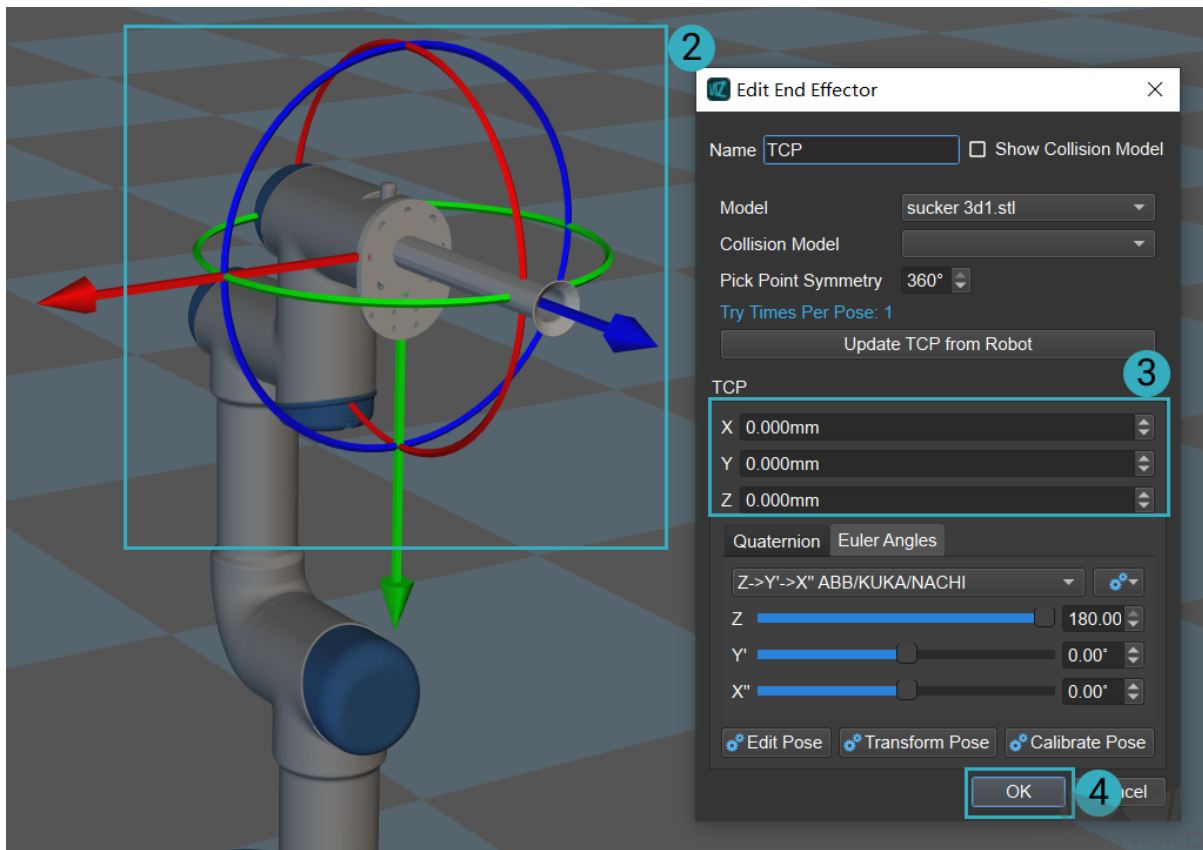 2
Edit End Effector
Name TCP Show Collision Model
Model sucker 3d1.stl
Collision Model
Pick Point Symmetry 360°
Try Times Per Pose: 1
Update TCP from Robot
3
TCP
X 0.000mm
Y 0.000mm
Z 0.000mm
Quaternion Euler Angles
Z->Y'->X" ABB/KUKA/NACHI
Z 180.00
Y' 0.00°
X" 0.00°
Edit Pose Transform Pose Calibrate Pose
OK 4 ncel